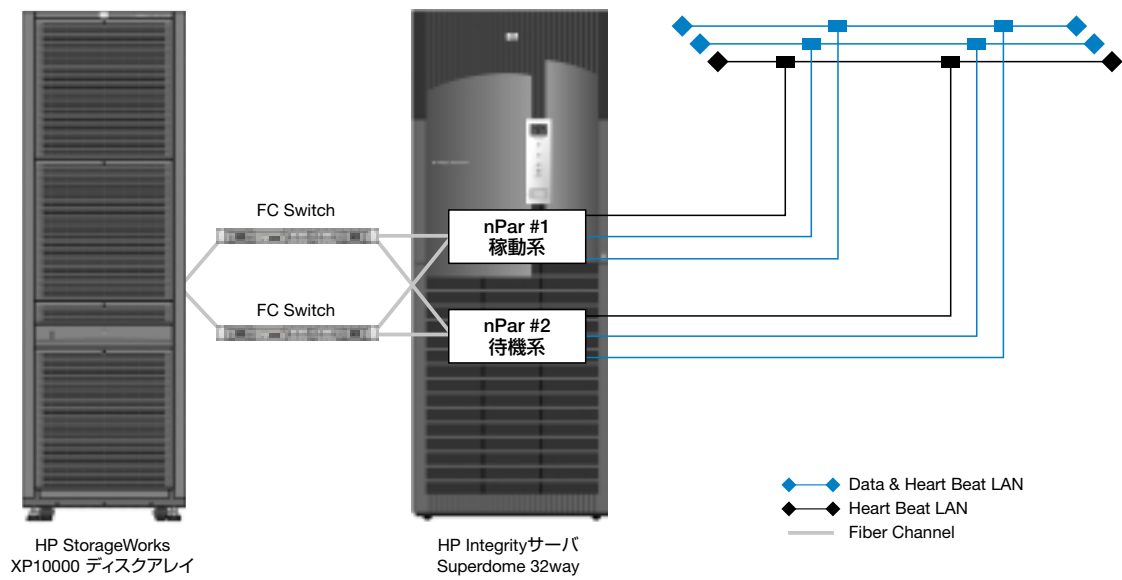 FC Switch
FC Switch
nPar #1
稼動系
nPar #2
待機系
Data & Heart Beat LAN
Heart Beat LAN
Fiber Channel
HP StorageWorks
XP10000 ディスクアレイ
HP Integrityサーバ
Superdome 32way